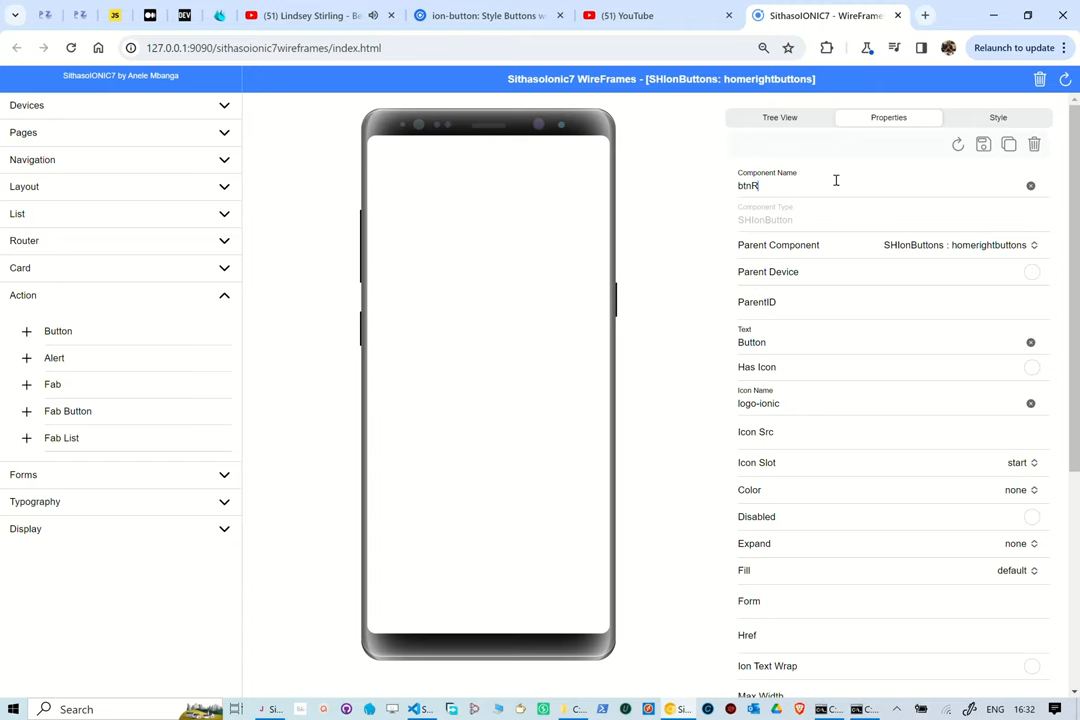 (51) Lindsey Stirling - Be
ion-button: Style Buttons w
(51) YouTube
SithasoIONIC7 - WireFrame
127.0.0.1:9090/sithasoionic7wireframes/index.html
Relaunch to update
SithasoIONIC7 by Anele Mbanga
SithasoIonic7 WireFrames - [SHIonButtons: homerightbuttons]
Devices
Pages
Navigation
Layout
List
Router
Card
Action
Button
Alert
Fab
Fab Button
Fab List
Forms
Typography
Display
Tree View
Properties
Style
Component Name
btnR
Component Type
SHIonButton
Parent Component SHIonButtons : homerightbuttons
Parent Device
ParentID
Text
Button
Has Icon
Icon Name
logo-ionic
Icon Src
Icon Slot start
Color none
Disabled
Expand none
Fill default
Form
Href
Ion Text Wrap
Max Width
Search
Si...
S...
C...
Si...
C...
C...
ENG
16:32